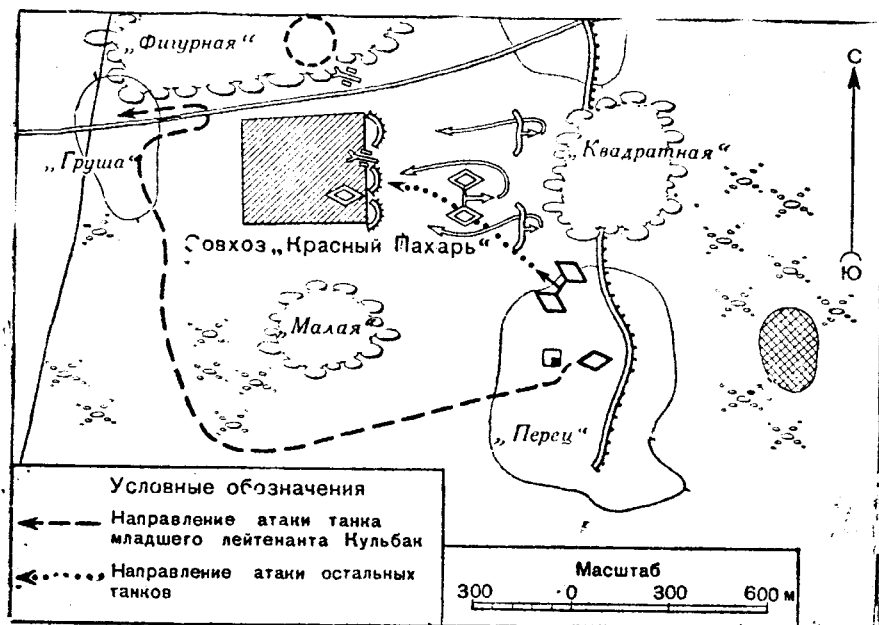 „Фигурная“
С
„Груша“
„Квадратная“
Совхоз „Красный Пахарь“
Ю
„Малая“
„Перец“
Условные обозначения
Направление атаки танка
младшего лейтенанта Кульбак
Направление атаки остальных
танков
Масштаб
300 0 300 600 м